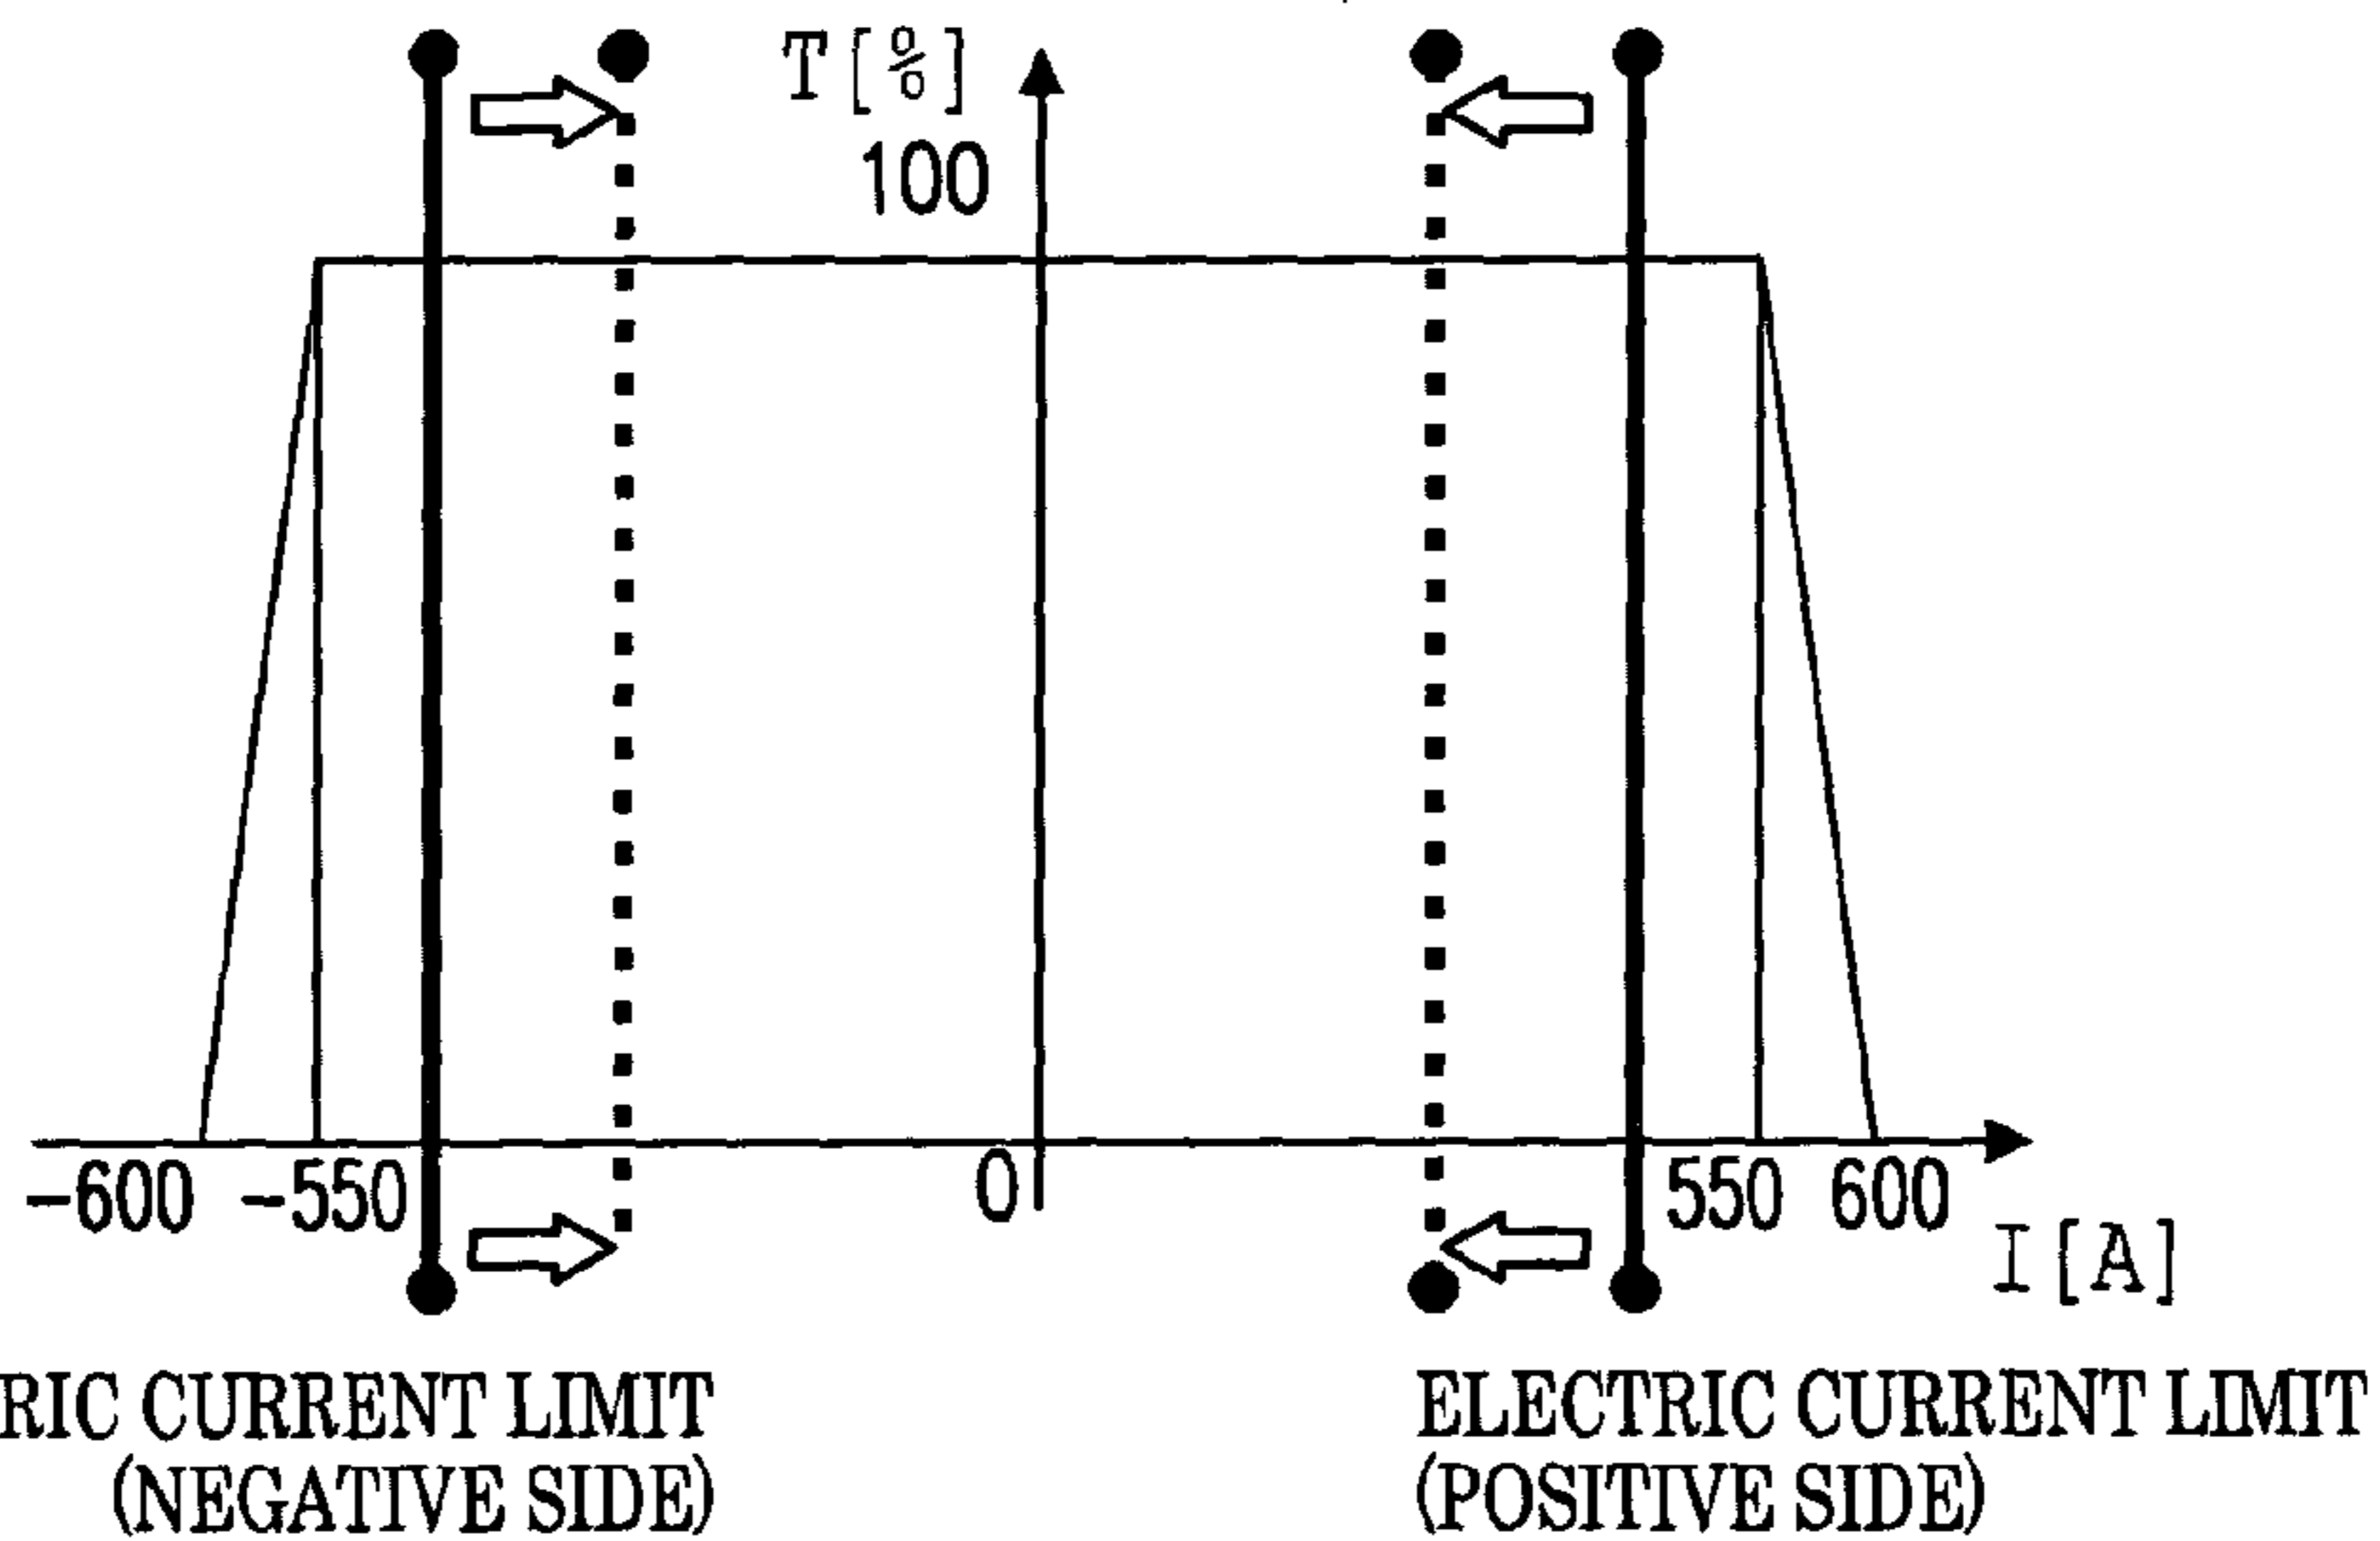 T[%]
100
-600
-550
0
550
600
I[A]
RIC CURRENT LIMIT
(NEGATIVE SIDE)
ELECTRIC CURRENT LIMIT
(POSITIVE SIDE)